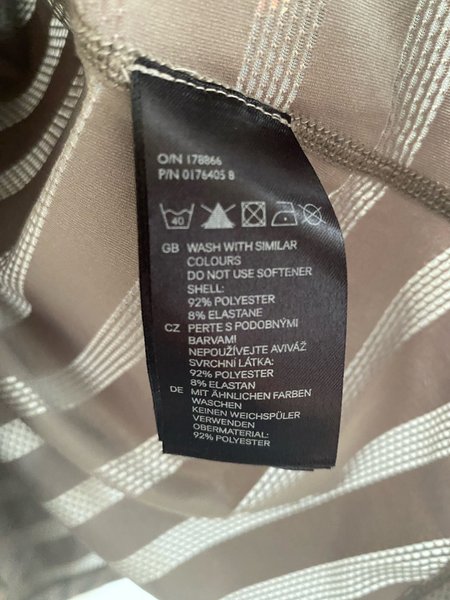 O/N 178866
P/N 0176405 8
40
GB WASH WITH SIMILAR
COLOURS
DO NOT USE SOFTENER
SHELL:
92% POLYESTER
8% ELASTANE
CZ PERTE S PODOBNÝMI
BARVAMI
NEPOUŽÍVEJTE AVIVÁŽ
SVRCHNÍ LÁTKA:
92% POLYESTER
8% ELASTAN
DE MIT ÄHNLICHEN FARBEN
WASCHEN
KEINEN WEICHSPÜLER
VERWENDEN
OBERMATERIAL:
92% POLYESTER